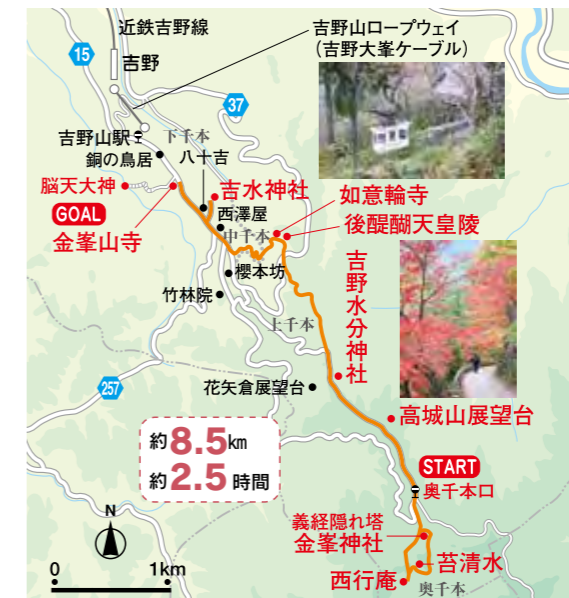 近鉄吉野線
吉野山ロープウェイ
(吉野大峯ケーブル)
15
吉野
37
吉野山駅
下千本
銅の鳥居
八十吉
脳天大神
吉水神社
如意輪寺
GOAL
西澤屋
後醍醐天皇陵
金峯山寺
中千本
櫻本坊
吉野水分神社
竹林院
上千本
257
花矢倉展望台
高城山展望台
約8.5km
約2.5時間
START
奥千本口
N
義経隠れ塔
金峯神社
苔清水
0 1km
西行庵
奥千本